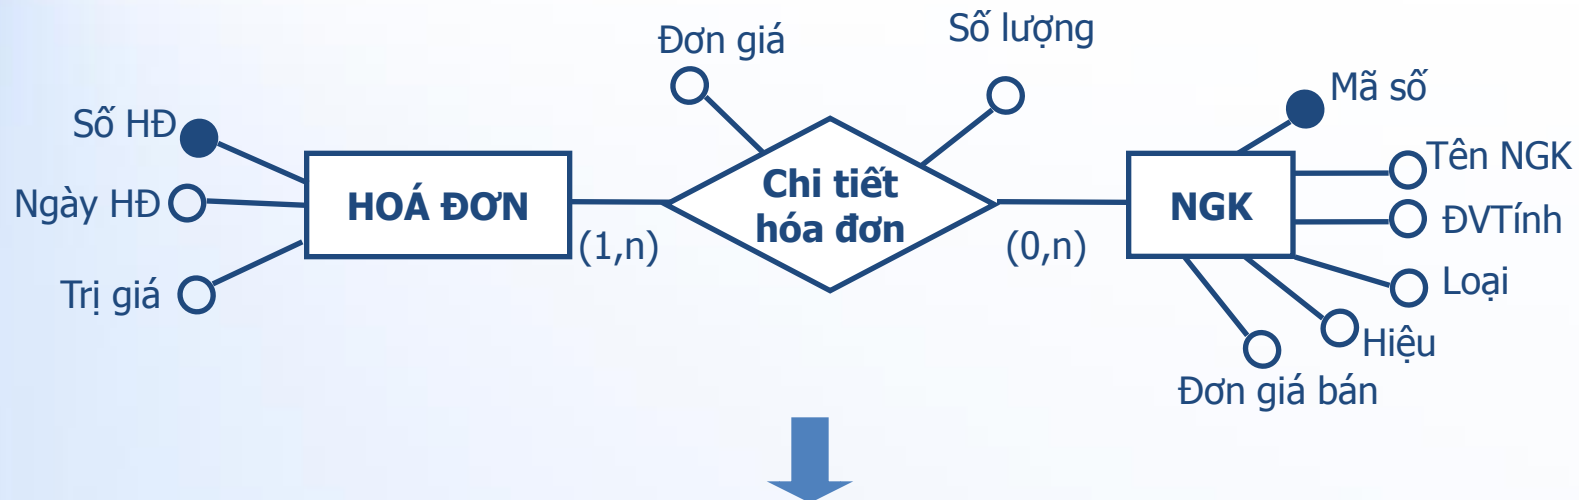 Đơn giá
Số lượng
Mã số
Số HĐ
Tên NGK
Ngày HĐ
HOÁ ĐƠN
Chi tiết
hóa đơn
NGK
ĐVTính
(1,n)
(0,n)
Trị giá
Loại
Hiệu
Đơn giá bán